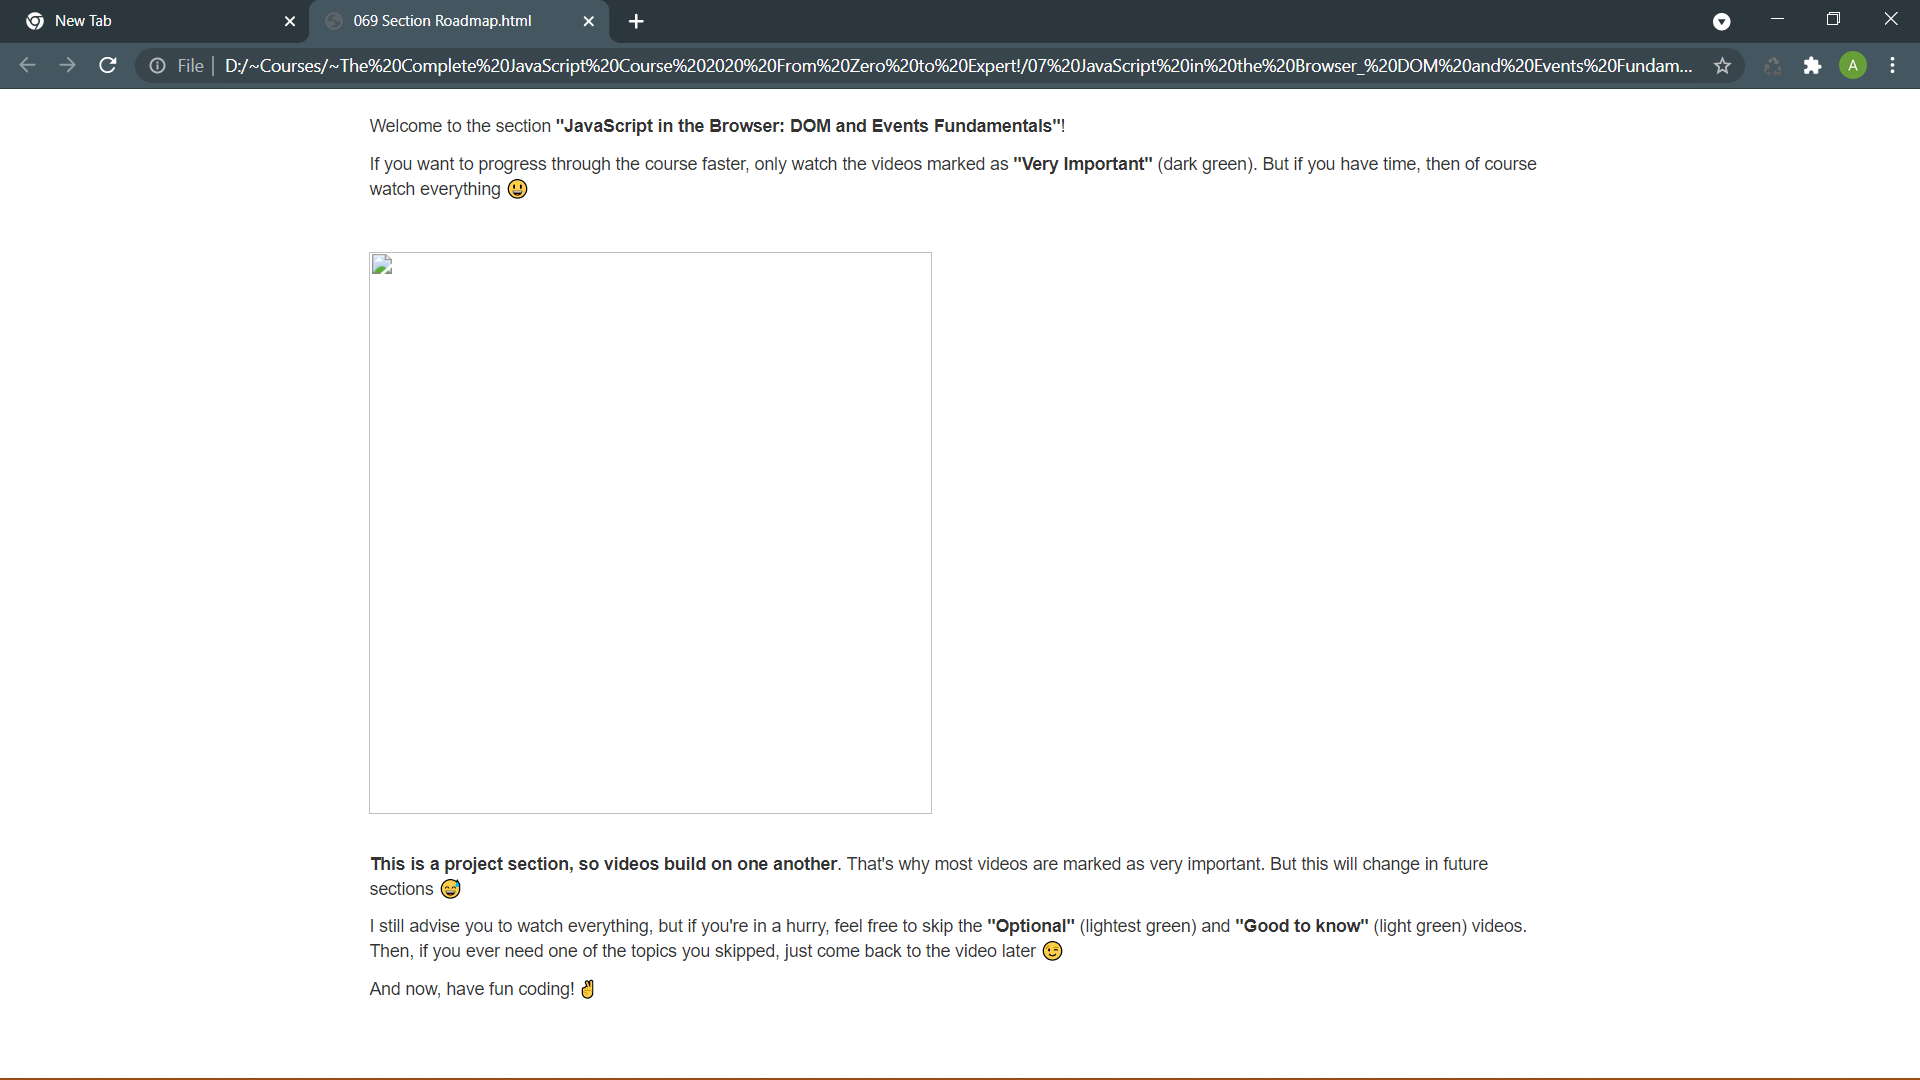 New Tab
069 Section Roadmap.html
File
D:/~Courses/~The%20Complete%20JavaScript%20Course%202020%20From%20Zero%20to%20Expert!/07%20JavaScript%20in%20the%20Browser_%20DOM%20and%20Events%20Fundam...
A
Welcome to the section "JavaScript in the Browser: DOM and Events Fundamentals"!
If you want to progress through the course faster, only watch the videos marked as "Very Important" (dark green). But if you have time, then of course
watch everything 😃
This is a project section, so videos build on one another. That's why most videos are marked as very important. But this will change in future
sections 😅
I still advise you to watch everything, but if you're in a hurry, feel free to skip the "Optional" (lightest green) and "Good to know" (light green) videos.
Then, if you ever need one of the topics you skipped, just come back to the video later 😉
And now, have fun coding! ✌